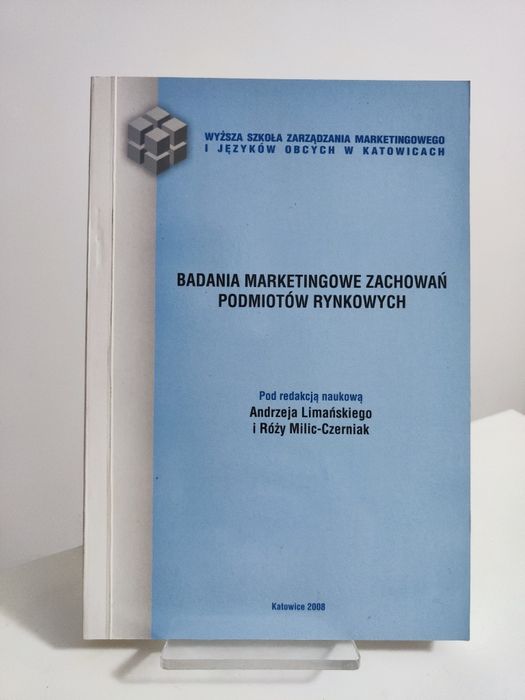 WYŻSZA SZKOŁA ZARZĄDZANIA MARKETINGOWEGO
I JĘZYKÓW OBCYCH W KATOWICACH
BADANIA MARKETINGOWE ZACHOWAŃ
PODMIOTÓW RYNKOWYCH
Pod redakcją naukową
Andrzeja Limańskiego
i Róży Milic-Czerniak
Katowice 2008